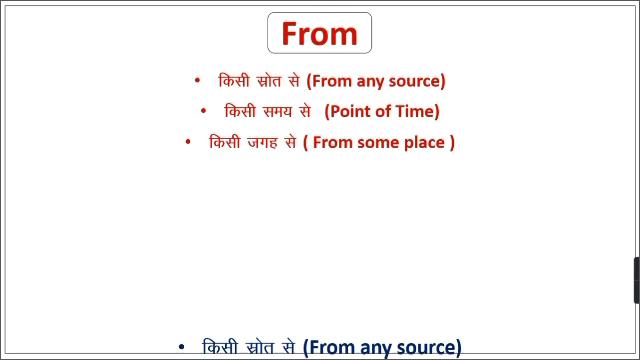 From
• किसी स्रोत से (From any source)
• किसी समय से (Point of Time)
• किसी जगह से ( From some place )
• किसी स्रोत से (From any source)